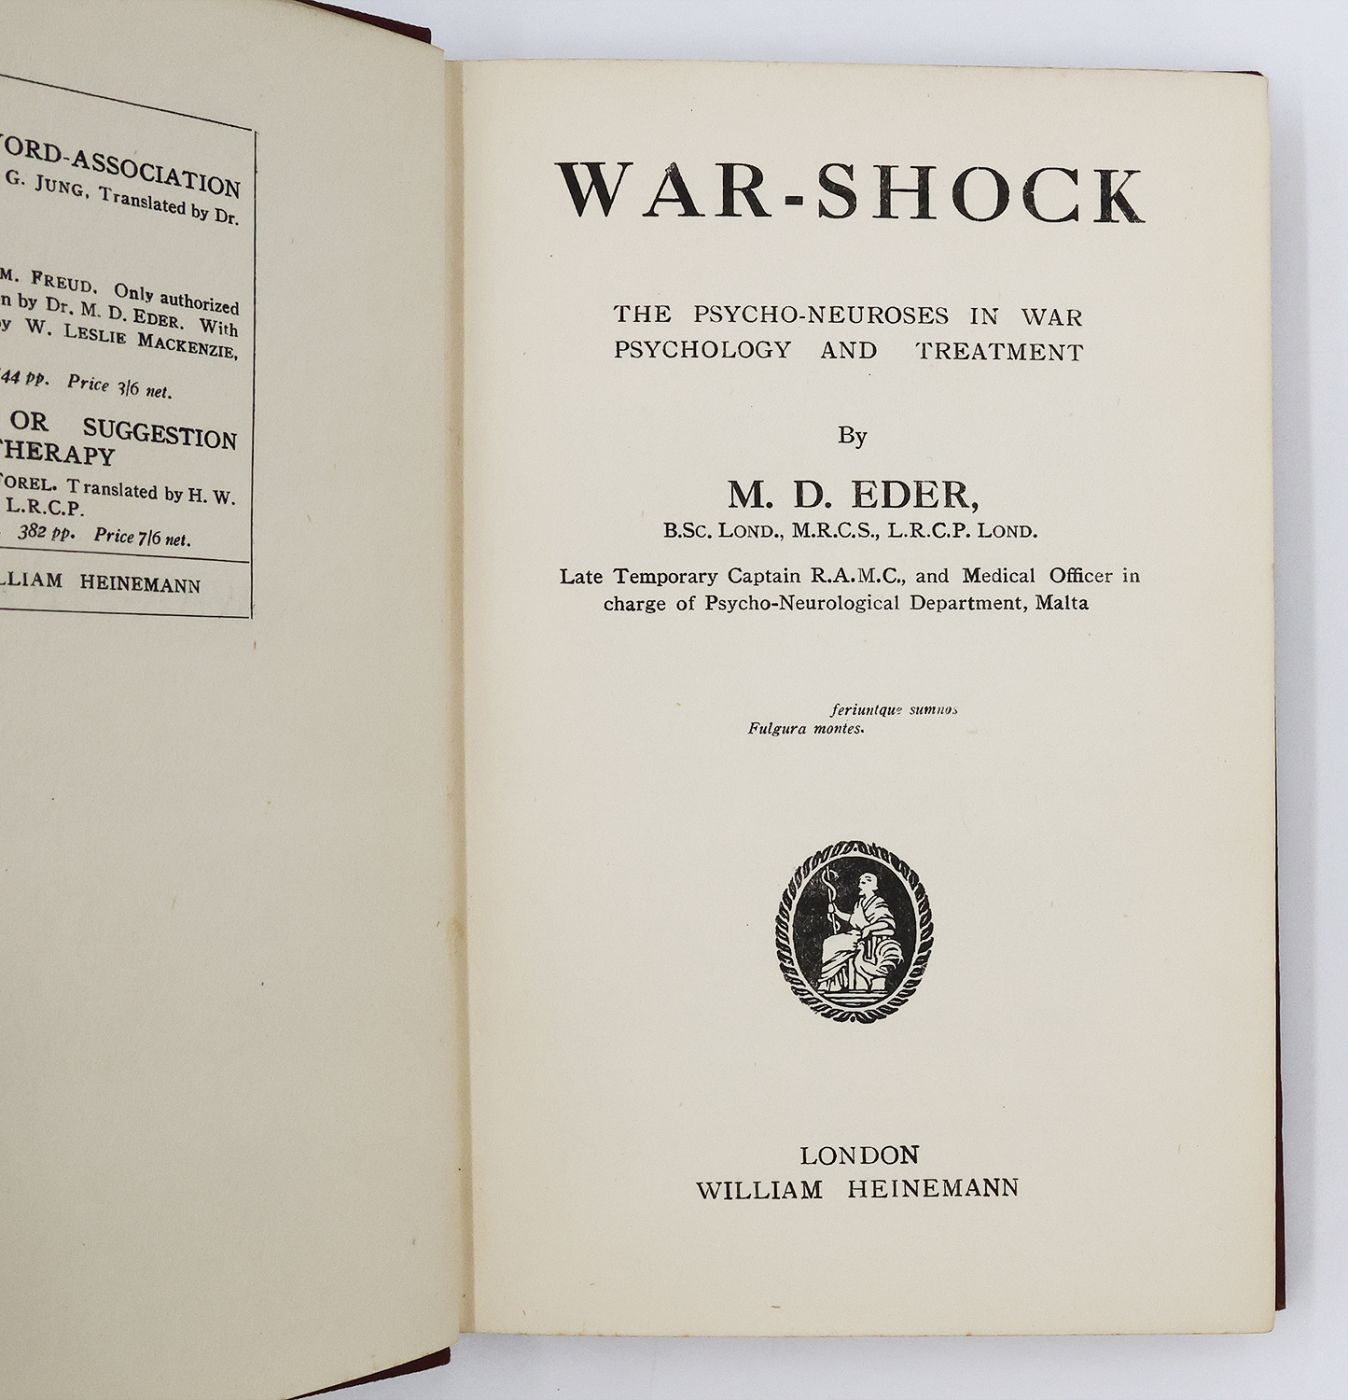 WORD-ASSOCIATION
G. JUNG. Translated by Dr.
M. FREUD. Only authorized
by Dr. M. D. EDER. With
W. LESLIE MACKENZIE,
44 pp. Price 3/6 net.
OR SUGGESTION
THERAPY
FOREL. Translated by H. W.
L.R.C.P.
382 pp. Price 7/6 net.
WILLIAM HEINEMANN
WAR-SHOCK
THE PSYCHO-NEUROSES IN WAR
PSYCHOLOGY AND TREATMENT
By
M. D. EDER,
B.SC. LOND., M.R.C.S., L.R.C.P. LOND.
Late Temporary Captain R.A.M.C., and Medical Officer in
charge of Psycho-Neurological Department, Malta
feriuntque sumnos
Fulgura montes.
LONDON
WILLIAM HEINEMANN